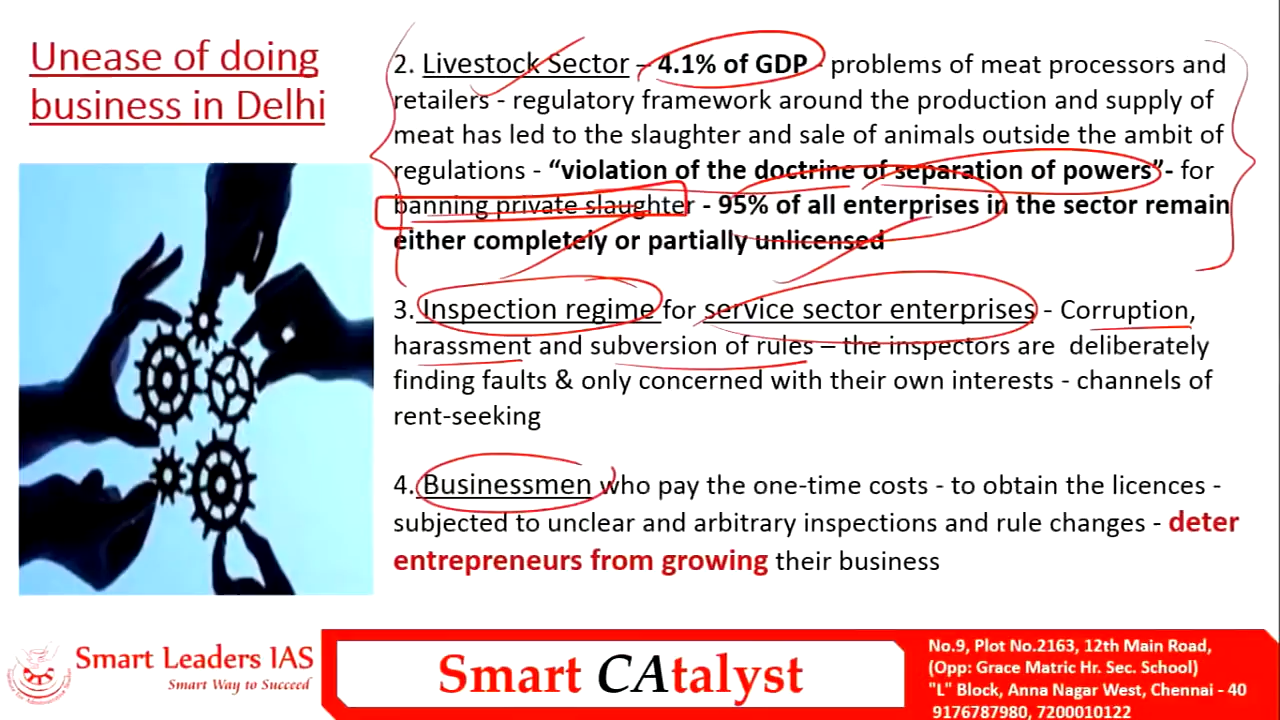 Unease of doing
business in Delhi
2. Livestock Sector – 4.1% of GDP - problems of meat processors and
retailers - regulatory framework around the production and supply of
meat has led to the slaughter and sale of animals outside the ambit of
regulations - “violation of the doctrine of separation of powers”- for
banning private slaughter - 95% of all enterprises in the sector remain
either completely or partially unlicensed
3. Inspection regime for service sector enterprises - Corruption,
harassment and subversion of rules – the inspectors are deliberately
finding faults & only concerned with their own interests - channels of
rent-seeking
4. Businessmen who pay the one-time costs - to obtain the licences -
subjected to unclear and arbitrary inspections and rule changes - deter
entrepreneurs from growing their business
Smart Leaders IAS
Smart Way to Succeed
Smart CAtalyst
No.9, Plot No.2163, 12th Main Road,
(Opp: Grace Matric Hr. Sec. School)
"L" Block, Anna Nagar West, Chennai - 40
9176787980, 7200010122